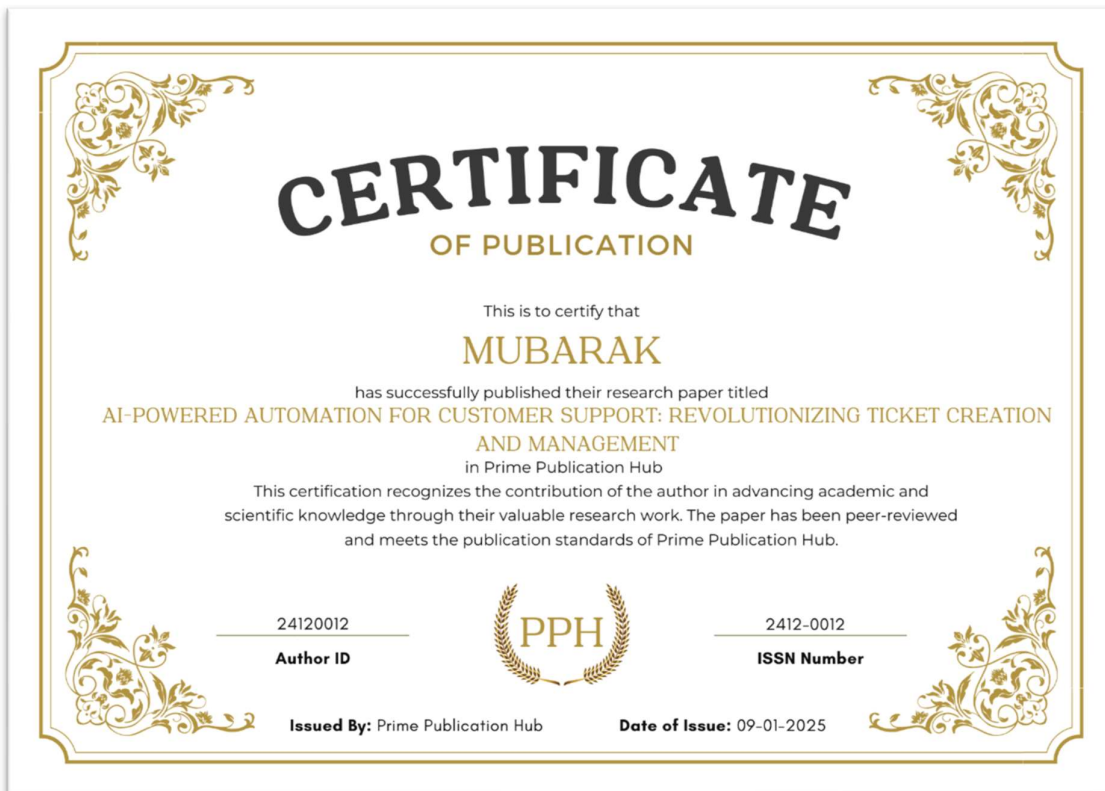 CERTIFICATE
OF PUBLICATION
This is to certify that
MUBARAK
has successfully published their research paper titled
AI-POWERED AUTOMATION FOR CUSTOMER SUPPORT: REVOLUTIONIZING TICKET CREATION
AND MANAGEMENT
in Prime Publication Hub
This certification recognizes the contribution of the author in advancing academic and
scientific knowledge through their valuable research work. The paper has been peer-reviewed
and meets the publication standards of Prime Publication Hub.
24120012
Author ID
PPH
2412-0012
ISSN Number
Issued By: Prime Publication Hub
Date of Issue: 09-01-2025